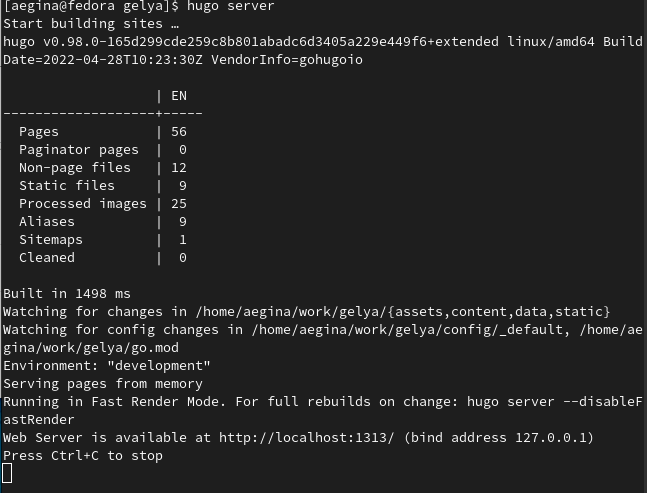 [aegina@fedora gelya]$ hugo server
Start building sites …
hugo v0.98.0-165d299cde259c8b801abadc6d3405a229e449f6+extended linux/amd64 Build
Date=2022-04-28T10:23:30Z VendorInfo=gohugoio
                   | EN
-------------------+-----
  Pages            | 56
  Paginator pages  |  0
  Non-page files   | 12
  Static files     |  9
  Processed images | 25
  Aliases          |  9
  Sitemaps         |  1
  Cleaned          |  0
Built in 1498 ms
Watching for changes in /home/aegina/work/gelya/{assets,content,data,static}
Watching for config changes in /home/aegina/work/gelya/config/_default, /home/ae
gina/work/gelya/go.mod
Environment: "development"
Serving pages from memory
Running in Fast Render Mode. For full rebuilds on change: hugo server --disableF
astRender
Web Server is available at http://localhost:1313/ (bind address 127.0.0.1)
Press Ctrl+C to stop